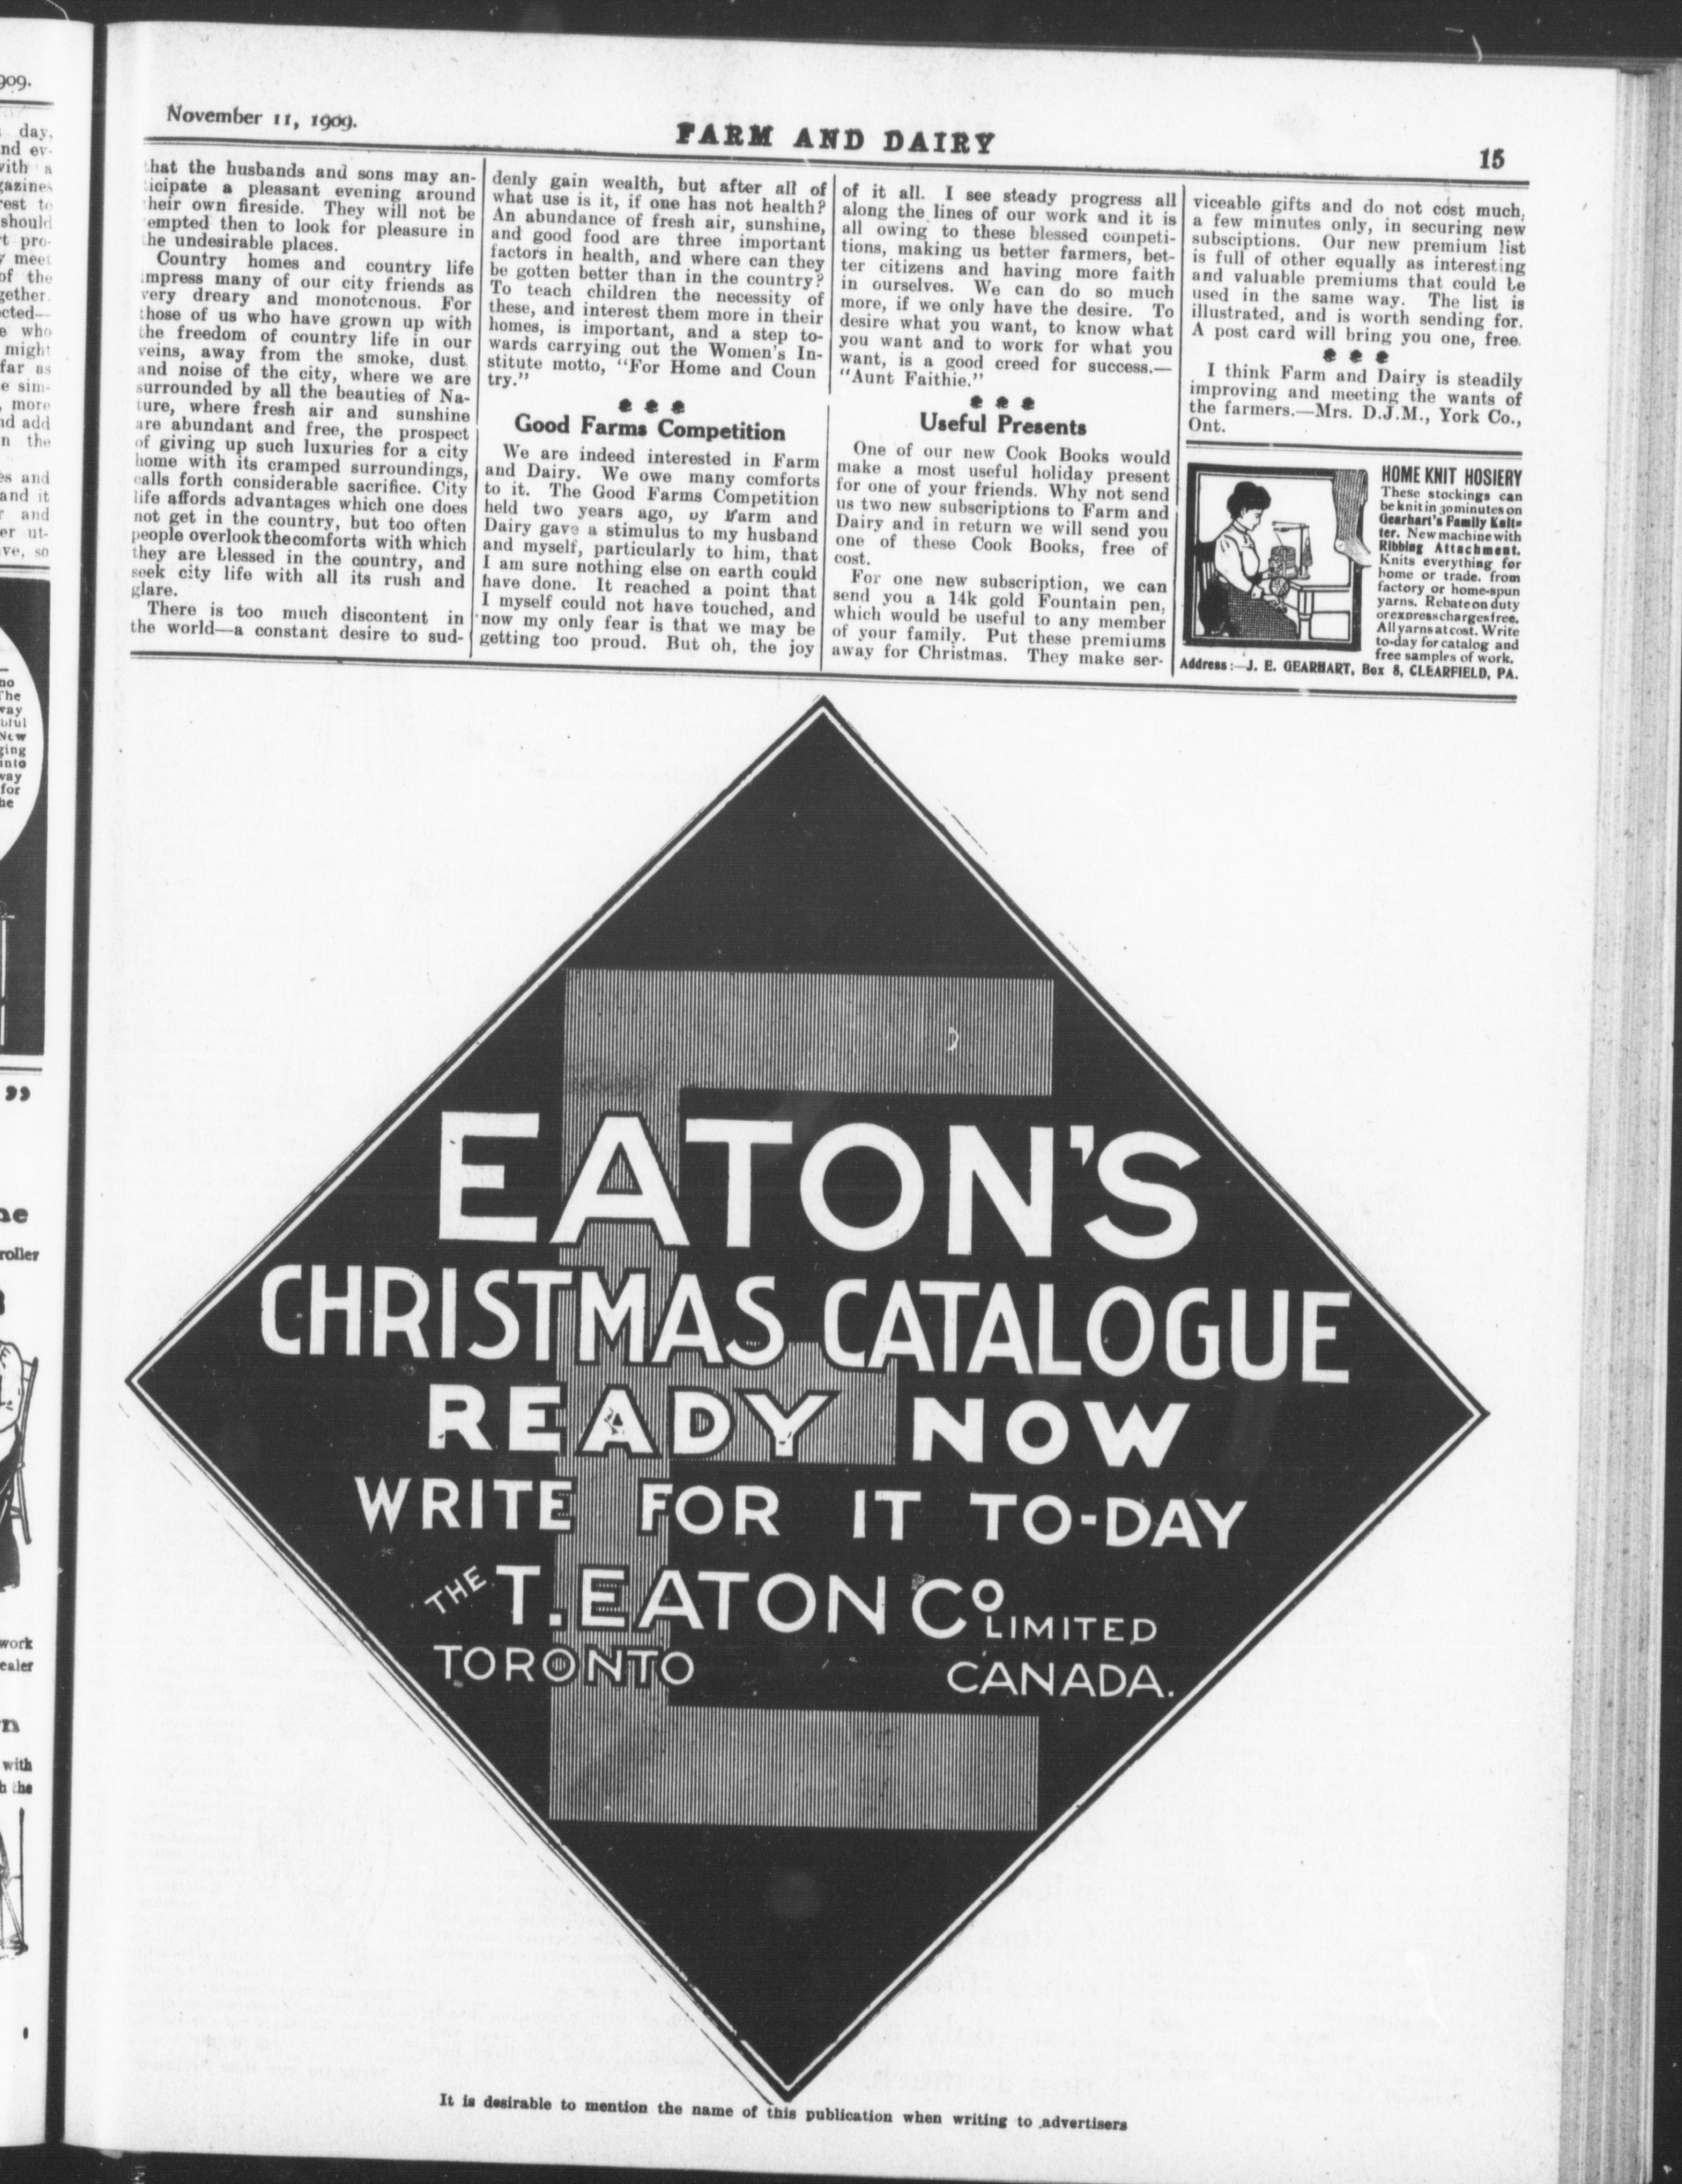 November 11, 1909.
FARM AND DAIRY
15
that the husbands and sons may an-
ticipate a pleasant evening around
their own fireside. They will not be
tempted then to look for pleasure in
the undesirable places.
Country homes and country life
impress many of our city friends as
very dreary and monotonous. For
those of us who have grown up with
the freedom of country life in our
veins, away from the smoke, dust
and noise of the city, where we are
surrounded by all the beauties of Na-
ture, where fresh air and sunshine
are abundant and free, the prospect
of giving up such luxuries for a city
home with its cramped surroundings,
calls forth considerable sacrifice. City
life affords advantages which one does
not get in the country, but too often
people overlook the comforts with which
they are blessed in the country, and
seek city life with all its rush and
glare.
There is too much discontent in
the world—a constant desire to sud-
denly gain wealth, but after all of
what use is it, if one has not health?
An abundance of fresh air, sunshine,
and good food are three important
factors in health, and where can they
be gotten better than in the country?
To teach children the necessity of
these, and interest them more in their
homes, is important, and a step to-
wards carrying out the Women's In-
stitute motto, "For Home and Coun
try."
Good Farms Competition
We are indeed interested in Farm
and Dairy. We owe many comforts
to it. The Good Farms Competition
held two years ago, by Farm and
Dairy gave a stimulus to my husband
and myself, particularly to him, that
I am sure nothing else on earth could
have done. It reached a point that
I myself could not have touched, and
now my only fear is that we may be
getting too proud. But oh, the joy
of it all. I see steady progress all
along the lines of our work and it is
all owing to these blessed competi-
tions, making us better farmers, bet-
ter citizens and having more faith
in ourselves. We can do so much
more, if we only have the desire. To
desire what you want, to know what
you want and to work for what you
want, is a good creed for success.—
"Aunt Faithie."
Useful Presents
One of our new Cook Books would
make a most useful holiday present
for one of your friends. Why not send
us two new subscriptions to Farm and
Dairy and in return we will send you
one of these Cook Books, free of
cost.
For one new subscription, we can
send you a 14k gold Fountain pen,
which would be useful to any member
of your family. Put these premiums
away for Christmas. They make ser-
viceable gifts and do not cost much,
a few minutes only, in securing new
subsciptions. Our new premium list
is full of other equally as interesting
and valuable premiums that could be
used in the same way. The list is
illustrated, and is worth sending for.
A post card will bring you one, free.
I think Farm and Dairy is steadily
improving and meeting the wants of
the farmers.—Mrs. D.J.M., York Co.,
Ont.
HOME KNIT HOSIERY
These stockings can
be knit in 30 minutes on
Gearhart's Family Knit-
ter. New machine with
Ribbing Attachment.
Knits everything for
home or trade, from
factory or home-spun
yarns. Rebate on duty
or express charges free.
All yarns at cost. Write
to-day for catalog and
free samples of work.
Address:—J. E. GEARHART, Box 8, CLEARFIELD, PA.
EATON'S
CHRISTMAS CATALOGUE
READY NOW
WRITE FOR IT TO-DAY
THE T. EATON CO LIMITED
TORONTO CANADA.
It is desirable to mention the name of this publication when writing to advertisers